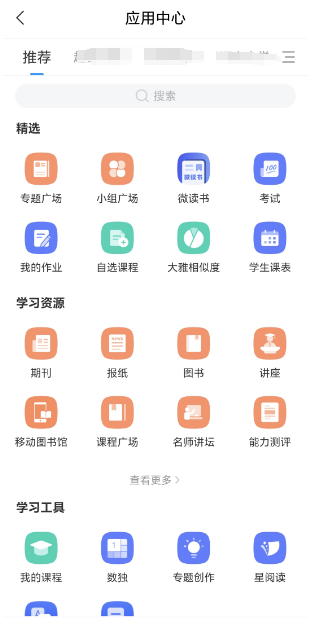 应用中心
推荐
搜索
精选
专题广场 小组广场 微读书 考试
我的作业 自选课程 大雅相似度 学生课表
学习资源
期刊 报纸 图书 讲座
移动图书馆 课程广场 名师讲坛 能力测评
查看更多
学习工具
我的课程 数独 专题创作 星阅读